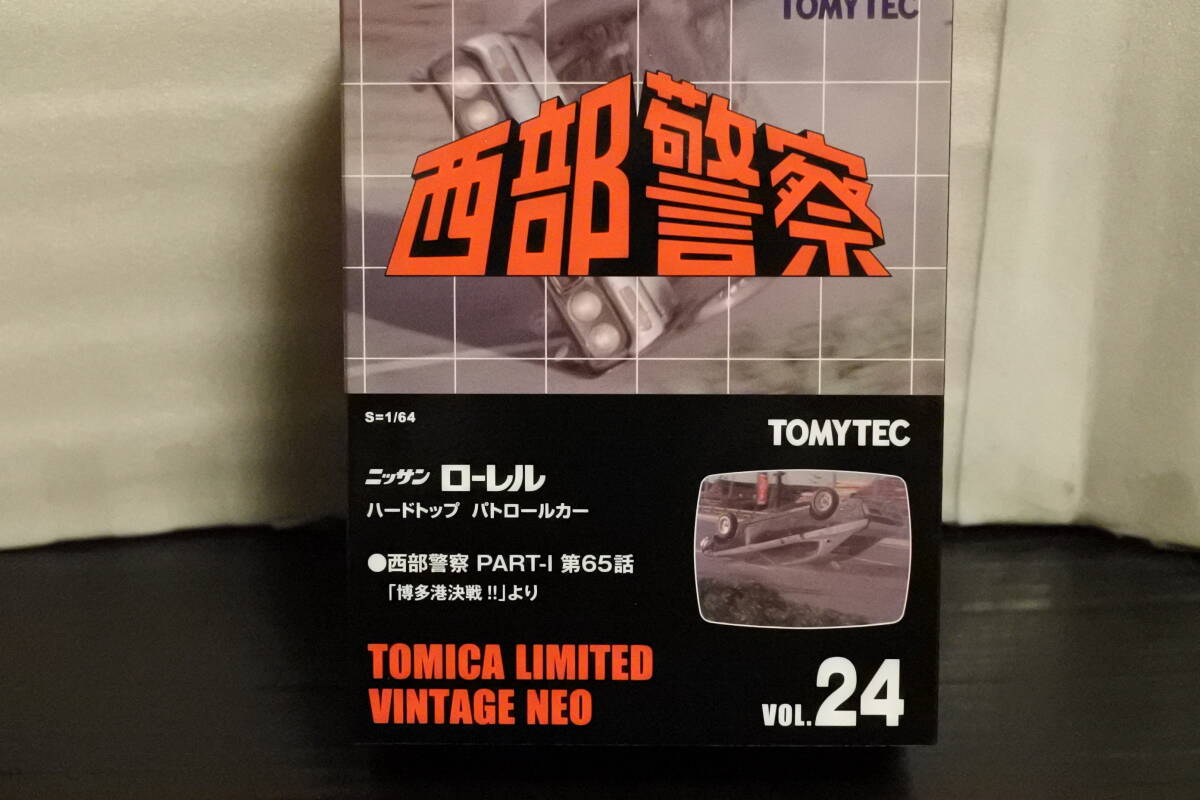 TOMYTEC
西部警察
S=1/64
TOMYTEC
ニッサン ローレル
ハードトップ パトロールカー
●西部警察 PART-I 第65話
「博多港決戦!!」より
TOMICA LIMITED
VINTAGE NEO
VOL.24